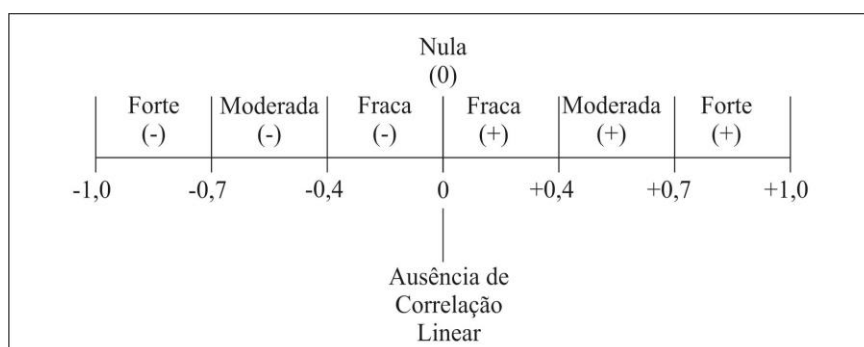 Nula
(0)
Forte Moderada Fraca Fraca Moderada Forte
(-) (-) (-) (+) (+) (+)
-1,0 -0,7 -0,4 0 +0,4 +0,7 +1,0
Ausência de
Correlação
Linear